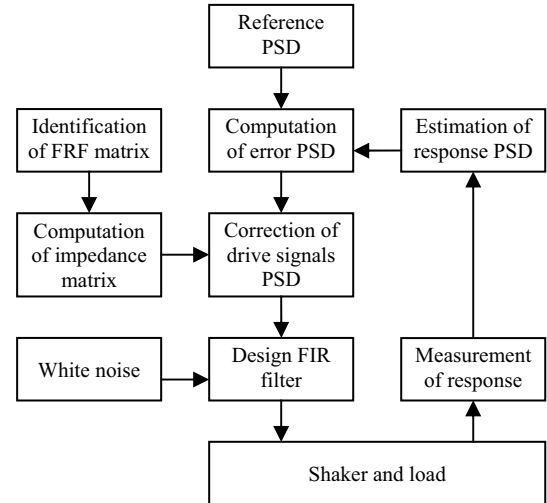 Reference
PSD
Identification
of FRF matrix
Computation
of error PSD
Estimation of
response PSD
Computation
of impedance
matrix
Correction of
drive signals
PSD
White noise
Design FIR
filter
Measurement
of response
Shaker and load